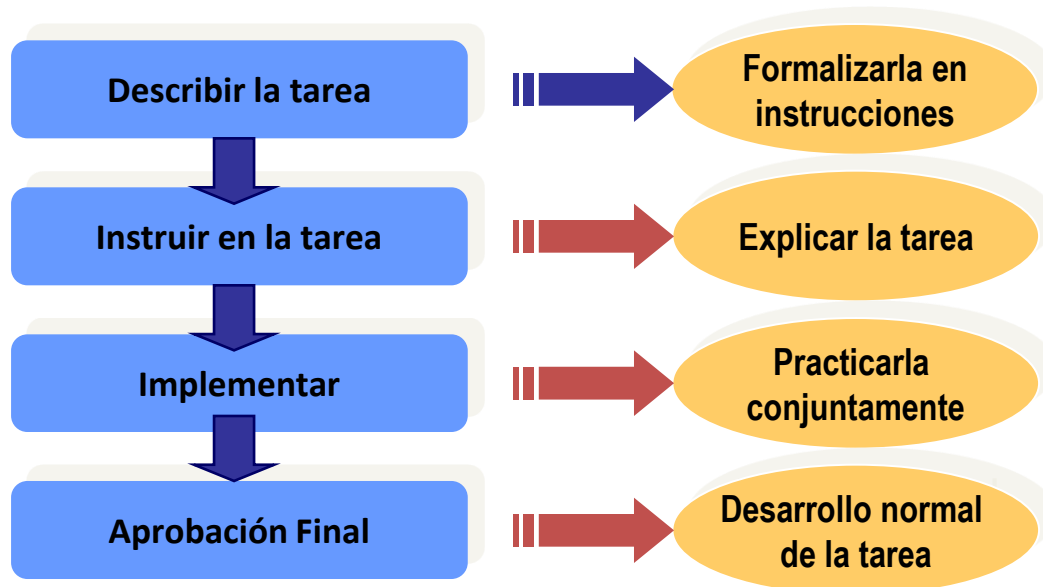 Describir la tarea
Formalizarla en
instrucciones
Instruir en la tarea
Explicar la tarea
Implementar
Practicarla
conjuntamente
Aprobación Final
Desarrollo normal
de la tarea